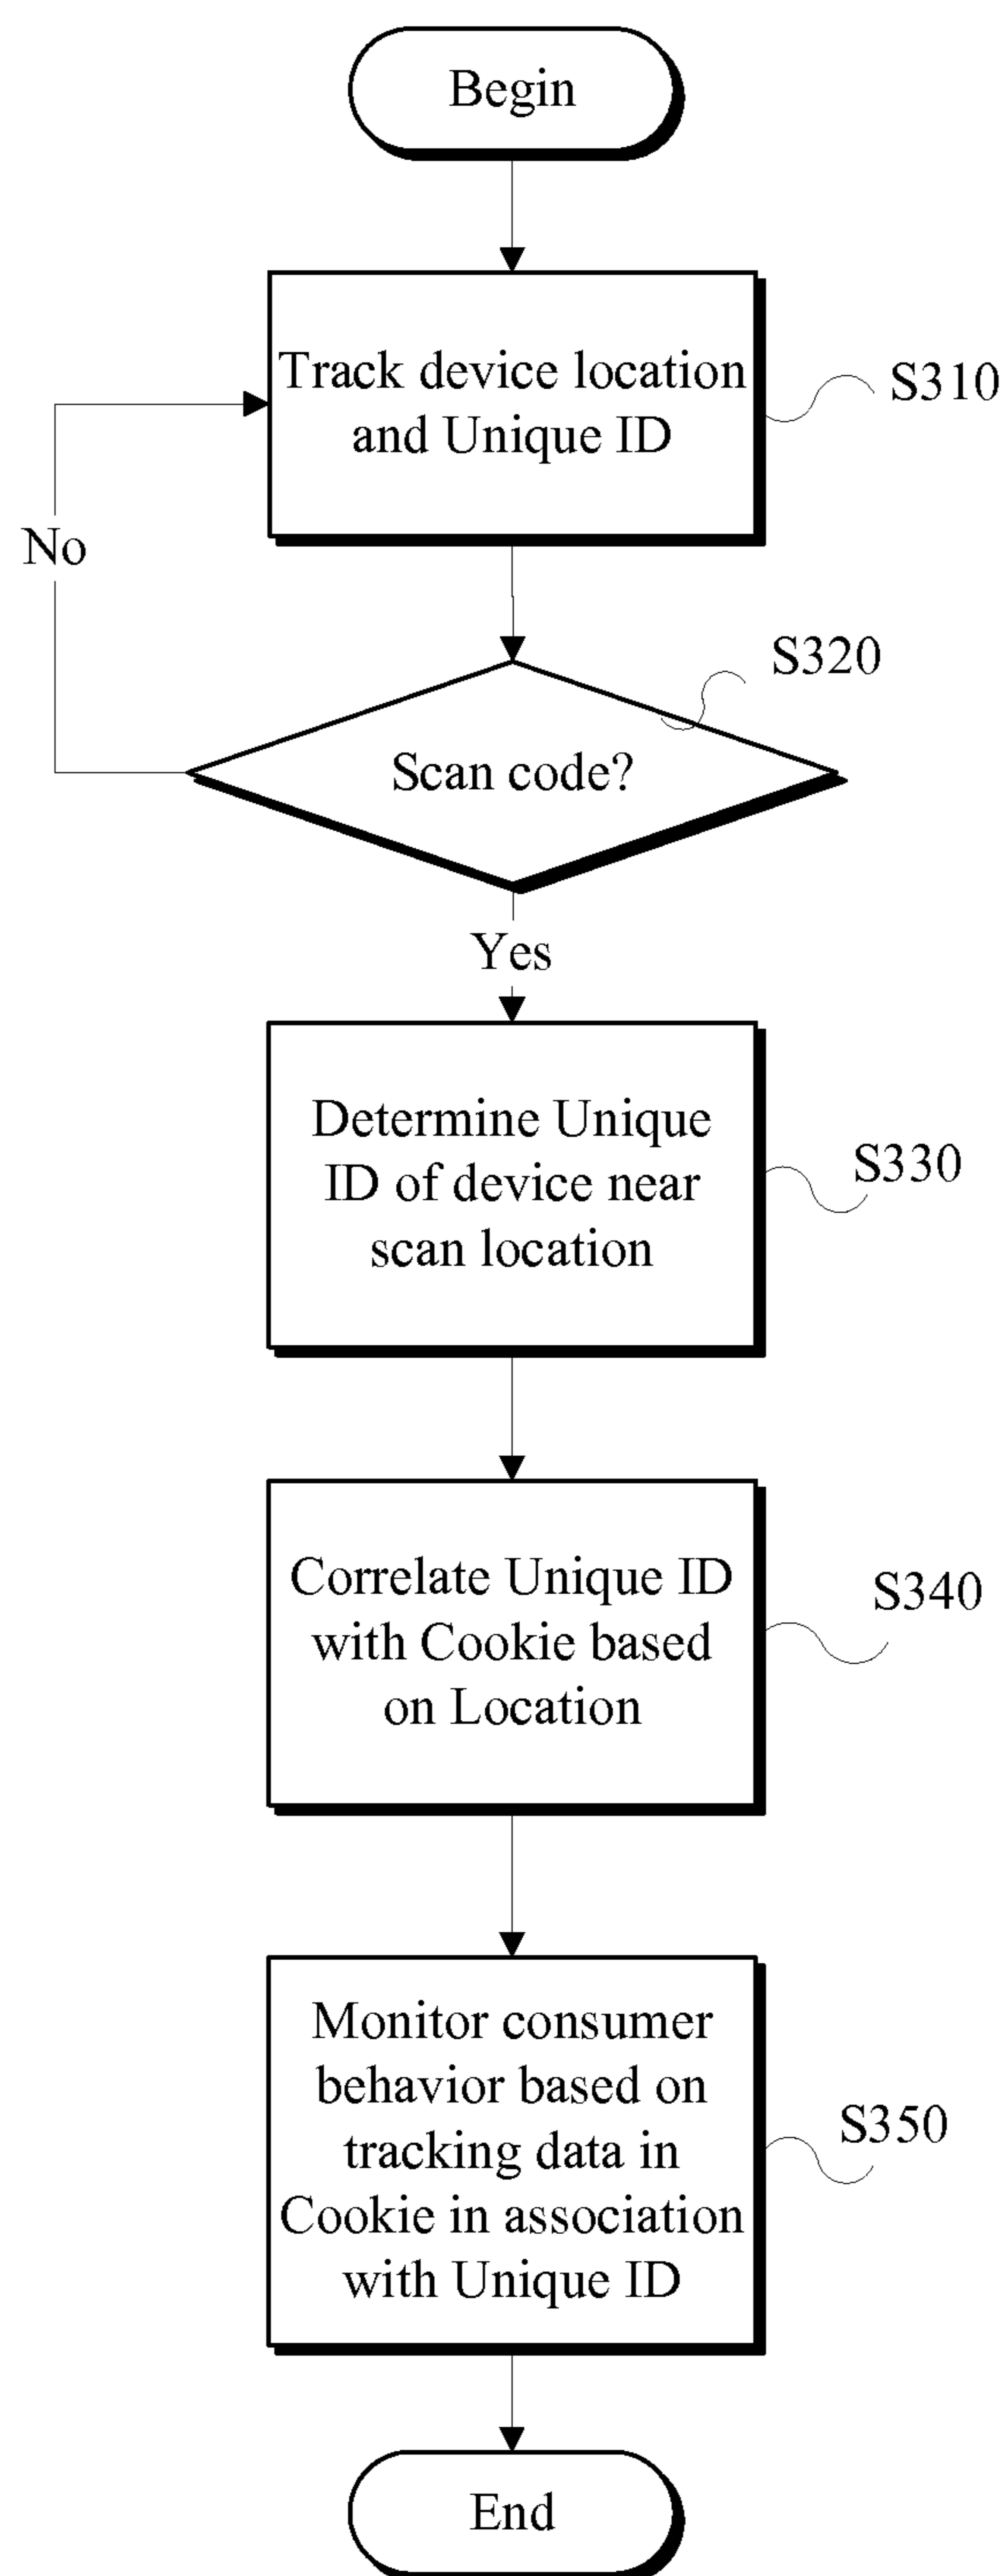 Begin
Track device location
and Unique ID
S310
No
S320
Scan code?
Yes
Determine Unique
ID of device near
scan location
S330
Correlate Unique ID
with Cookie based
on Location
S340
Monitor consumer
behavior based on
tracking data in
Cookie in association
with Unique ID
S350
End